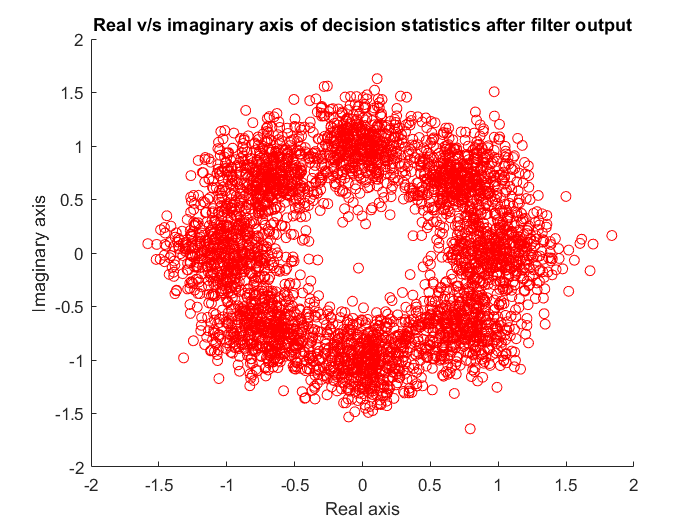 Real v/s imaginary axis of decision statistics after filter output
2
1.5
1
0.5
0
-0.5
-1
-1.5
-2
Imaginary axis
-2 -1.5 -1 -0.5 0 0.5 1 1.5 2
Real axis